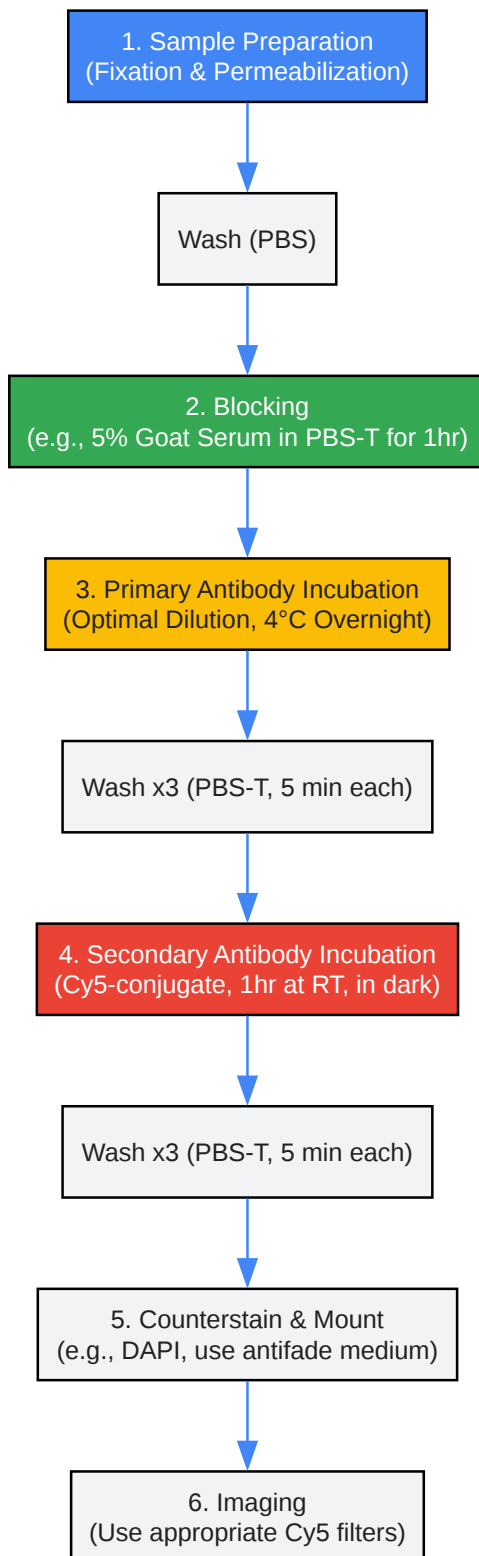 1. Sample Preparation
(Fixation & Permeabilization)
Wash (PBS)
2. Blocking
(e.g., 5% Goat Serum in PBS-T for 1hr)
3. Primary Antibody Incubation
(Optimal Dilution, 4°C Overnight)
Wash x3 (PBS-T, 5 min each)
4. Secondary Antibody Incubation
(Cy5-conjugate, 1hr at RT, in dark)
Wash x3 (PBS-T, 5 min each)
5. Counterstain & Mount
(e.g., DAPI, use antifade medium)
6. Imaging
(Use appropriate Cy5 filters)